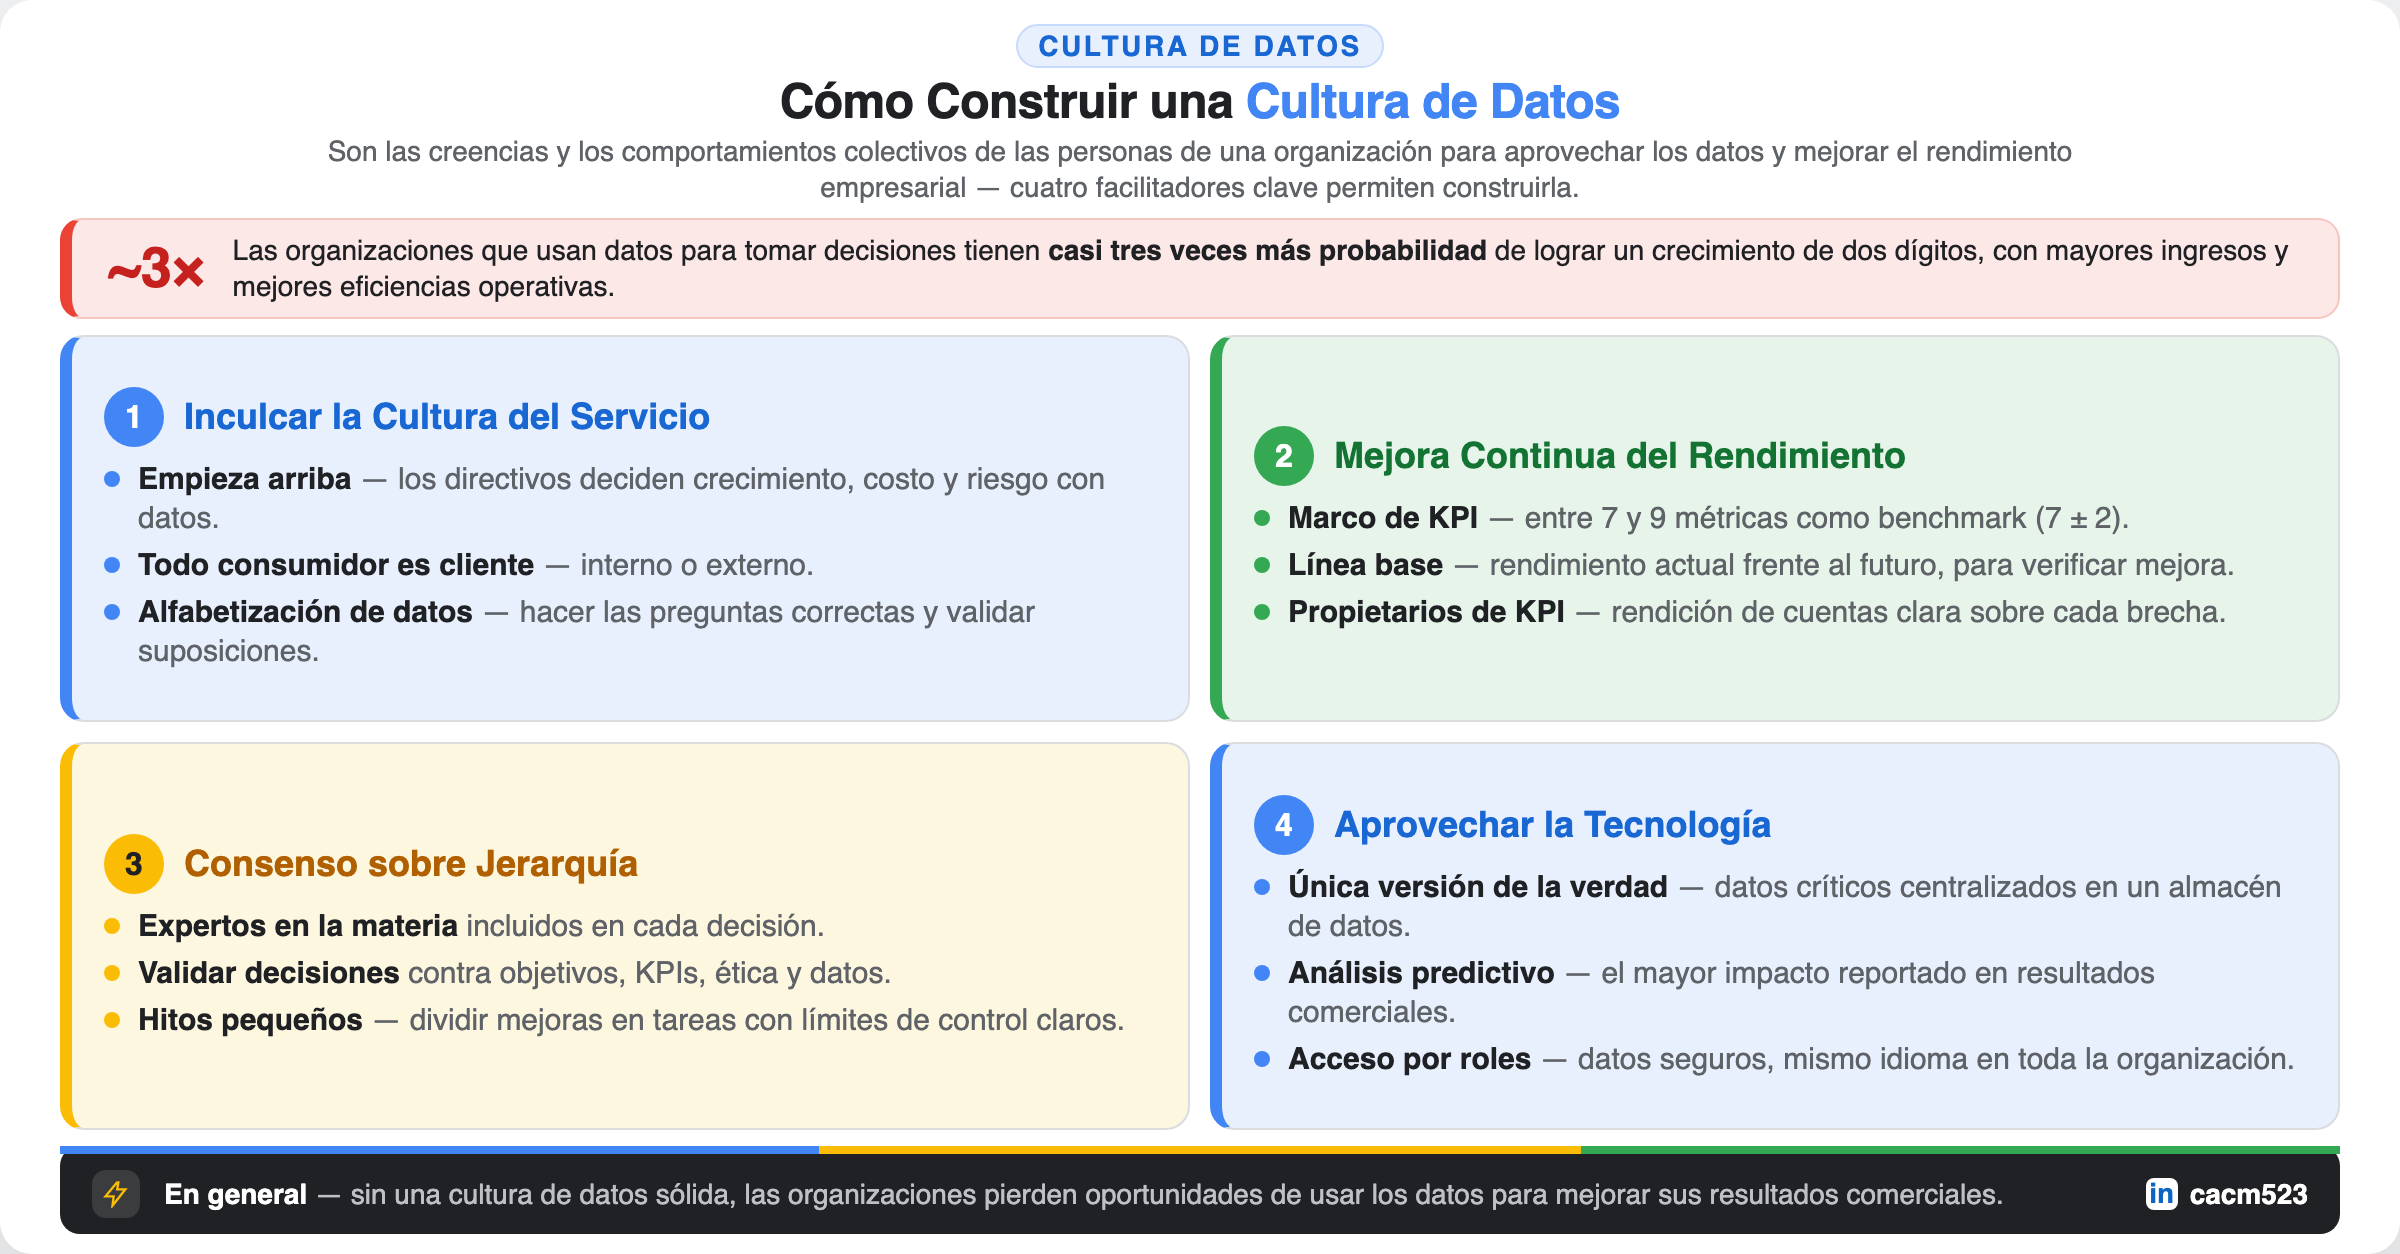 CULTURA DE DATOS
Cómo Construir una Cultura de Datos
Son las creencias y los comportamientos colectivos de las personas de una organización para aprovechar los datos y mejorar el rendimiento
empresarial — cuatro facilitadores clave permiten construirla.
~3×
Las organizaciones que usan datos para tomar decisiones tienen casi tres veces más probabilidad de lograr un crecimiento de dos dígitos, con mayores ingresos y
mejores eficiencias operativas.
1 Inculcar la Cultura del Servicio
Empieza arriba — los directivos deciden crecimiento, costo y riesgo con
datos.
Todo consumidor es cliente — interno o externo.
Alfabetización de datos — hacer las preguntas correctas y validar
suposiciones.
2 Mejora Continua del Rendimiento
Marco de KPI — entre 7 y 9 métricas como benchmark (7 ± 2).
Línea base — rendimiento actual frente al futuro, para verificar mejora.
Propietarios de KPI — rendición de cuentas clara sobre cada brecha.
3 Consenso sobre Jerarquía
Expertos en la materia incluidos en cada decisión.
Validar decisiones contra objetivos, KPIs, ética y datos.
Hitos pequeños — dividir mejoras en tareas con límites de control claros.
4 Aprovechar la Tecnología
Única versión de la verdad — datos críticos centralizados en un almacén
de datos.
Análisis predictivo — el mayor impacto reportado en resultados
comerciales.
Acceso por roles — datos seguros, mismo idioma en toda la organización.
En general — sin una cultura de datos sólida, las organizaciones pierden oportunidades de usar los datos para mejorar sus resultados comerciales.
in cacm523